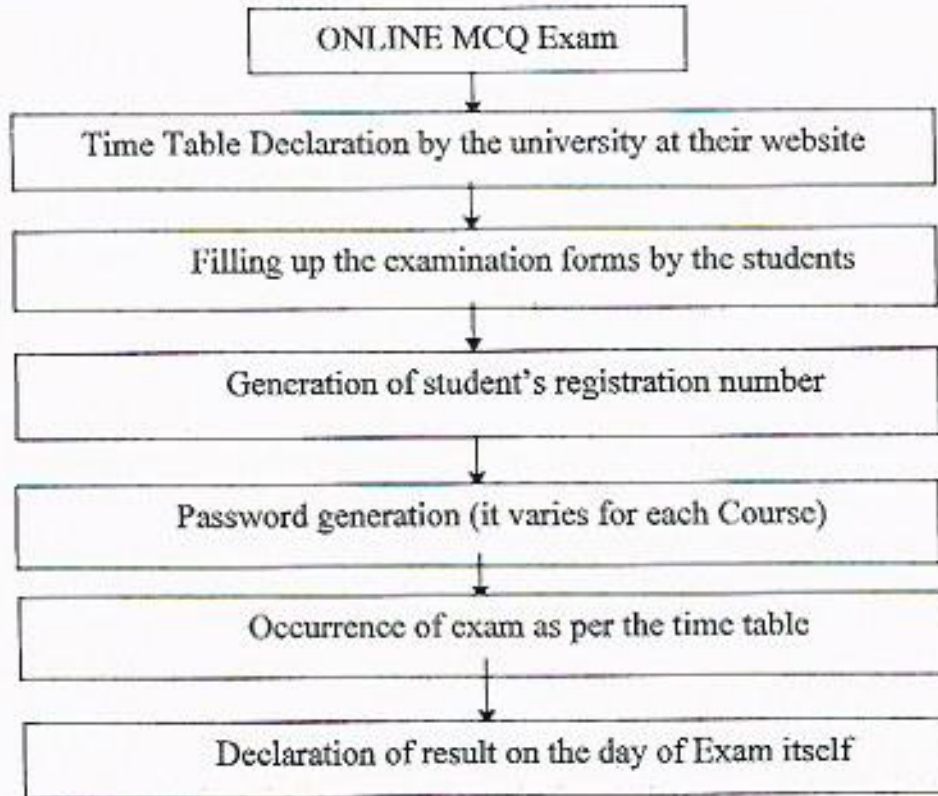 ONLINE MCQ Exam
Time Table Declaration by the university at their website
Filling up the examination forms by the students
Generation of student's registration number
Password generation (it varies for each Course)
Occurrence of exam as per the time table
Declaration of result on the day of Exam itself